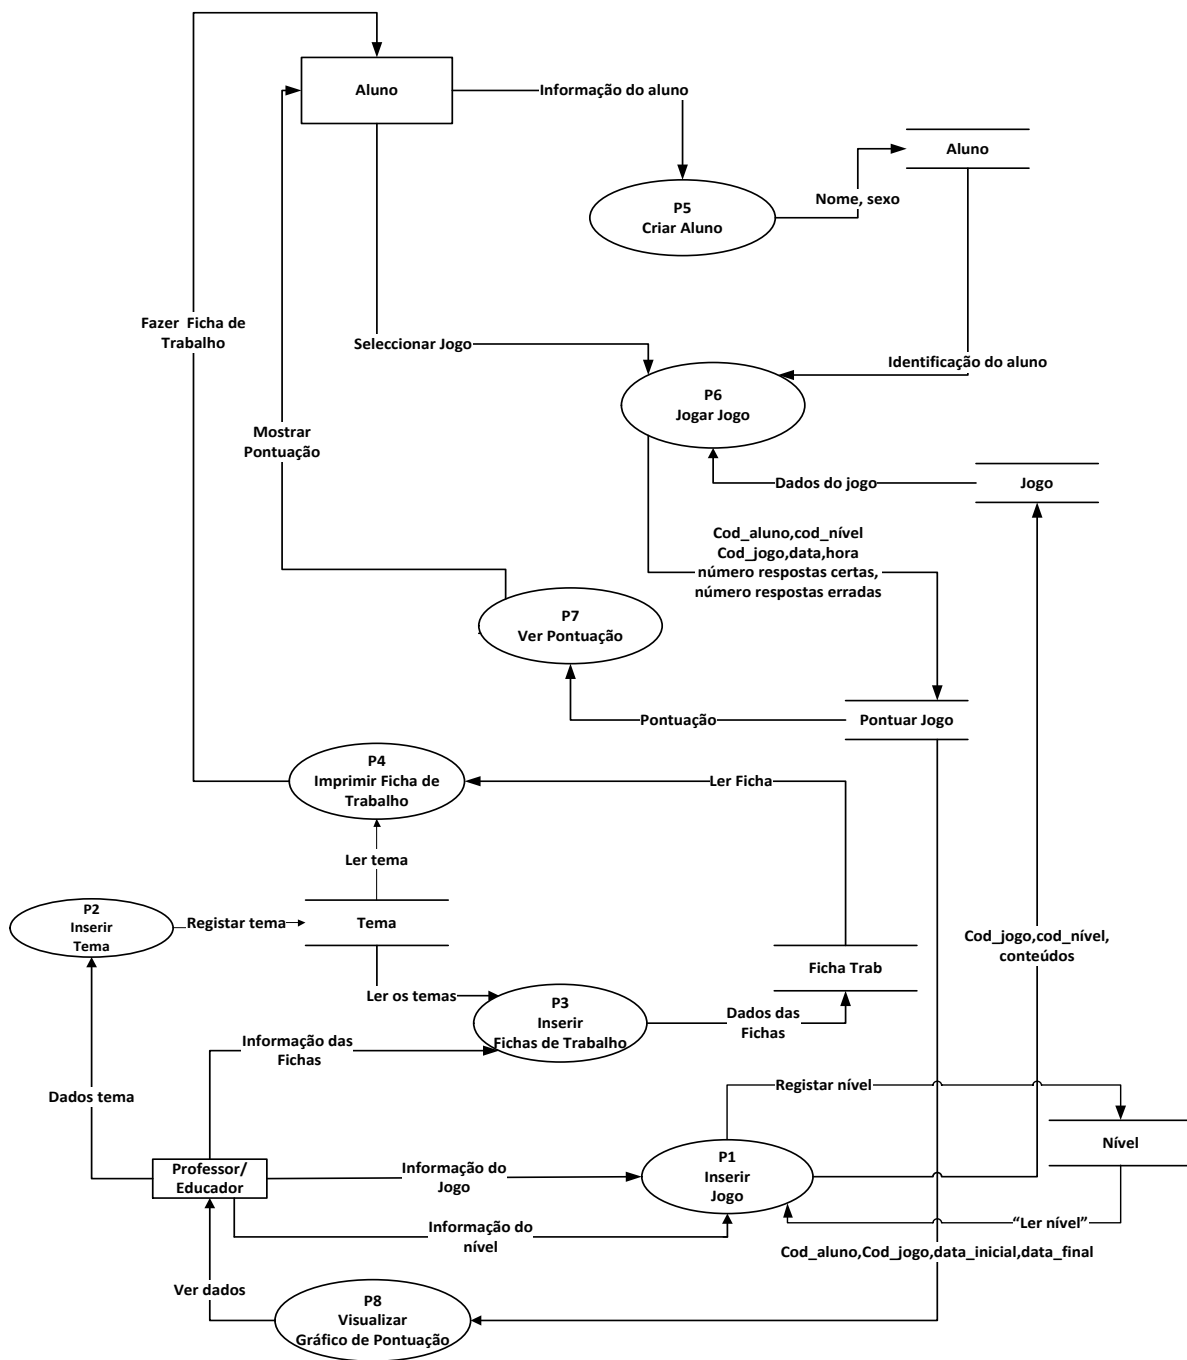 Aluno
Informação do aluno
Aluno
P5
Criar Aluno
Nome, sexo
Fazer Ficha de
Trabalho
Seleccionar Jogo
Identificação do aluno
P6
Jogar Jogo
Mostrar
Pontuação
Dados do jogo
Jogo
Cod_aluno,cod_nível
Cod_jogo,data,hora
número respostas certas,
número respostas erradas
P7
Ver Pontuação
Pontuação
Pontuar Jogo
P4
Imprimir Ficha de
Trabalho
Ler Ficha
Ler tema
P2
Inserir
Tema
Registar tema
Tema
Cod_jogo,cod_nível,
conteúdos
Ficha Trab
Ler os temas
P3
Inserir
Fichas de Trabalho
Dados das
Fichas
Informação das
Fichas
Dados tema
Registar nível
Nível
Professor/
Educador
Informação do
Jogo
P1
Inserir
Jogo
Informação do
nível
“Ler nível”
Cod_aluno,Cod_jogo,data_inicial,data_final
Ver dados
P8
Visualizar
Gráfico de Pontuação